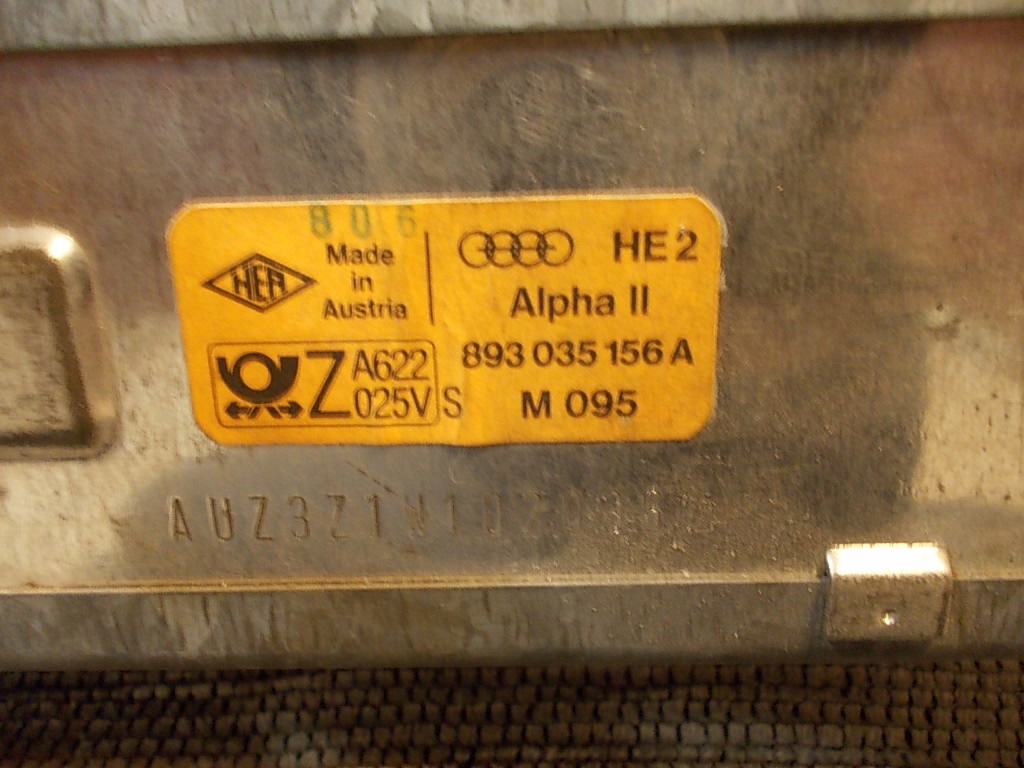 806
HEA
Made
in
Austria
HE 2
Alpha II
893 035 156 A
M 095
Z A622
025V S